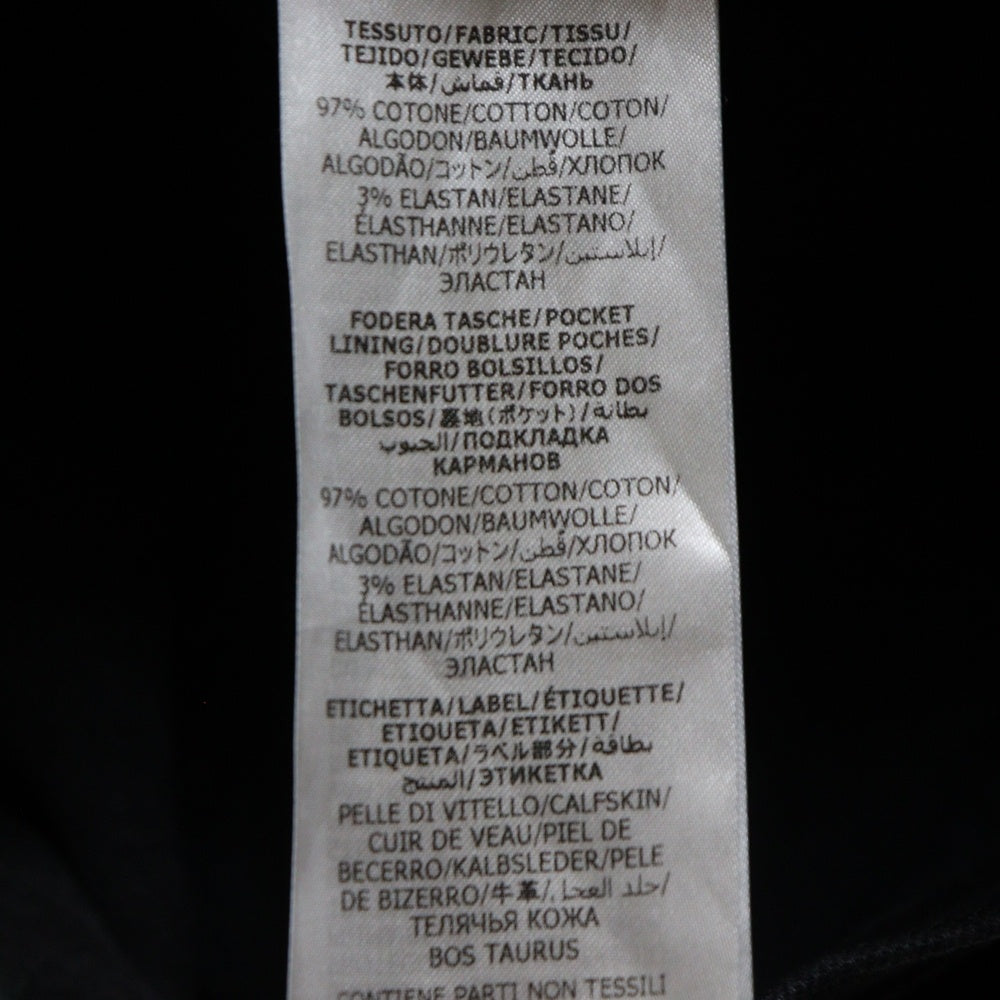 TESSUTO/FABRIC/TISSU/
TEJIDO/GEWEBE/TECIDO/
本体/قماش/ТКАНЬ
97% COTONE/COTTON/COTON/
ALGODON/BAUMWOLLE/
ALGODÃO/コットン/قُطن/ХЛОПОК
3% ELASTAN/ELASTANE/
ÉLASTHANNE/ELASTANO/
ELASTHAN/ポリウレタン/إيلاستين/
ЭЛАСТАН
FODERA TASCHE/POCKET
LINING/DOUBLURE POCHES/
FORRO BOLSILLOS/
TASCHENFUTTER/FORRO DOS
BOLSOS/裏地(ポケット)/بطانة
الجيوب/ПОДКЛАДКА
КАРМАНОВ
97% COTONE/COTTON/COTON/
ALGODON/BAUMWOLLE/
ALGODÃO/コットン/قُطن/ХЛОПОК
3% ELASTAN/ELASTANE/
ÉLASTHANNE/ELASTANO/
ELASTHAN/ポリウレタン/إيلاستين/
ЭЛАСТАН
ETICHETTA/LABEL/ÉTIQUETTE/
ETIQUETA/ETIKETT/
ETIQUETA/ラベル部分/بطاقة
المنتج/ЭТИКЕТКА
PELLE DI VITELLO/CALFSKIN/
CUIR DE VEAU/PIEL DE
BECERRO/KALBSLEDER/PELE
DE BIZERRO/牛革/جلد العجل/
ТЕЛЯЧЬЯ КОЖА
BOS TAURUS
CONTIENE PARTI NON TESSILI